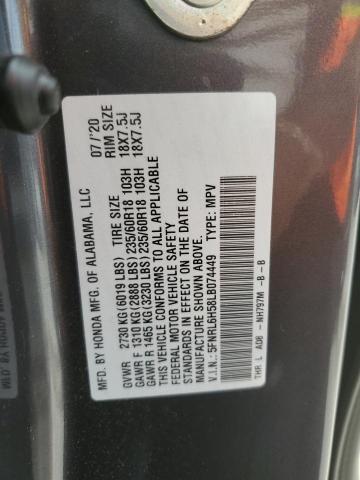 MFD. BY HONDA MFG. OF ALABAMA, LLC 07/'20
TIRE SIZE RIM SIZE
GVWR 2730 KG(6019 LBS)
GAWR F 1310 KG(2888 LBS) 235/60R18 103H 18X7.5J
GAWR R 1465 KG(3230 LBS) 235/60R18 103H 18X7.5J
THIS VEHICLE CONFORMS TO ALL APPLICABLE
FEDERAL MOTOR VEHICLE SAFETY
STANDARDS IN EFFECT ON THE DATE OF
MANUFACTURE SHOWN ABOVE.
V.I.N.: 5FNRL6H58LB074449 TYPE: MPV
THR L AD8 -NH797M -B -B